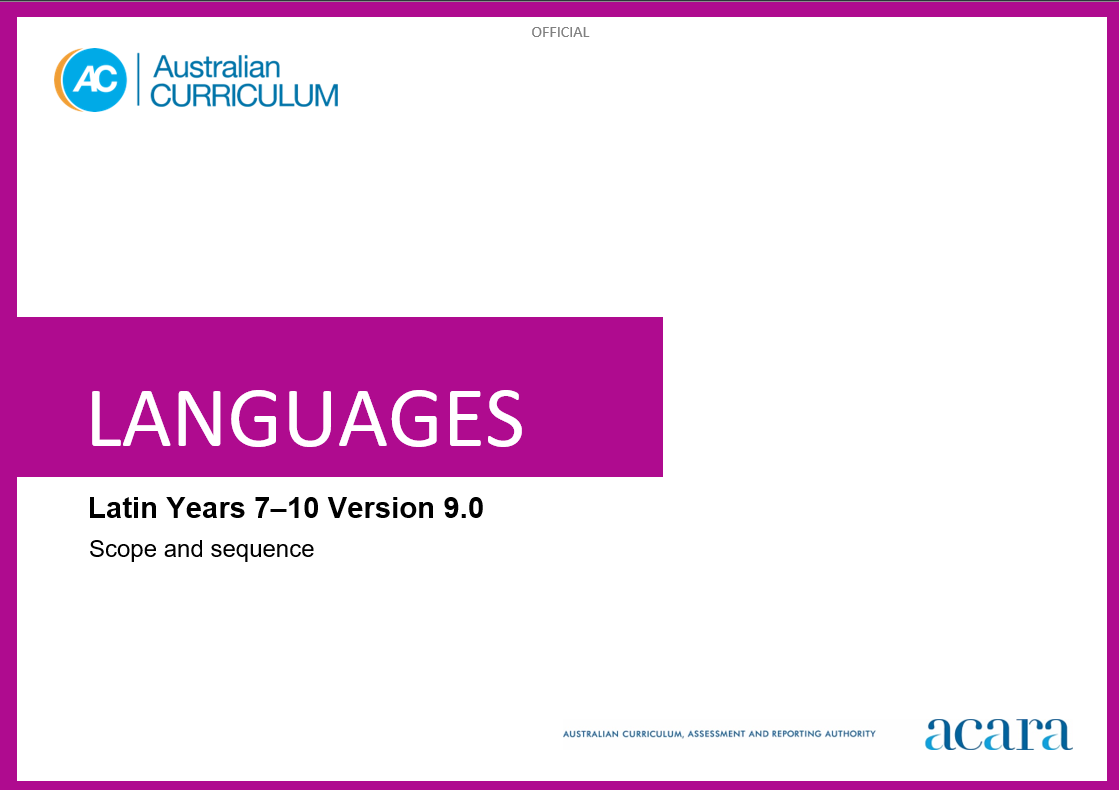 OFFICIAL
AC
Australian
CURRICULUM
LANGUAGES
Latin Years 7–10 Version 9.0
Scope and sequence
AUSTRALIAN CURRICULUM, ASSESSMENT AND REPORTING AUTHORITY
acara